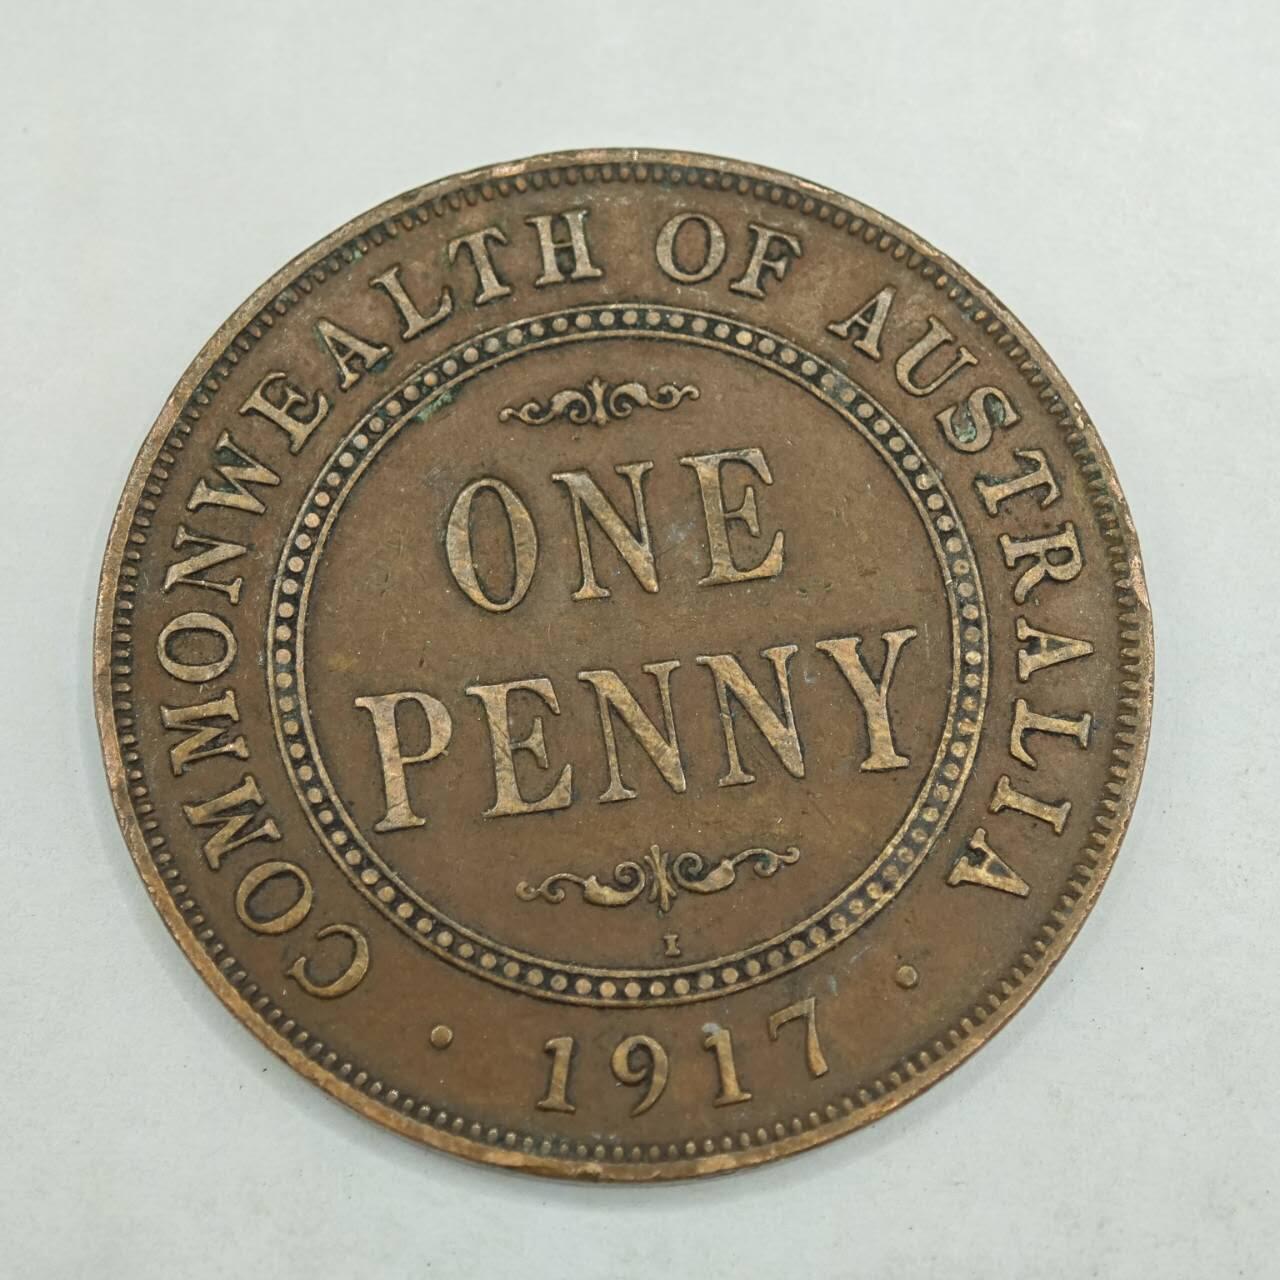 COMMONWEALTH OF AUSTRALIA
ONE
PENNY
I
· 1917 ·